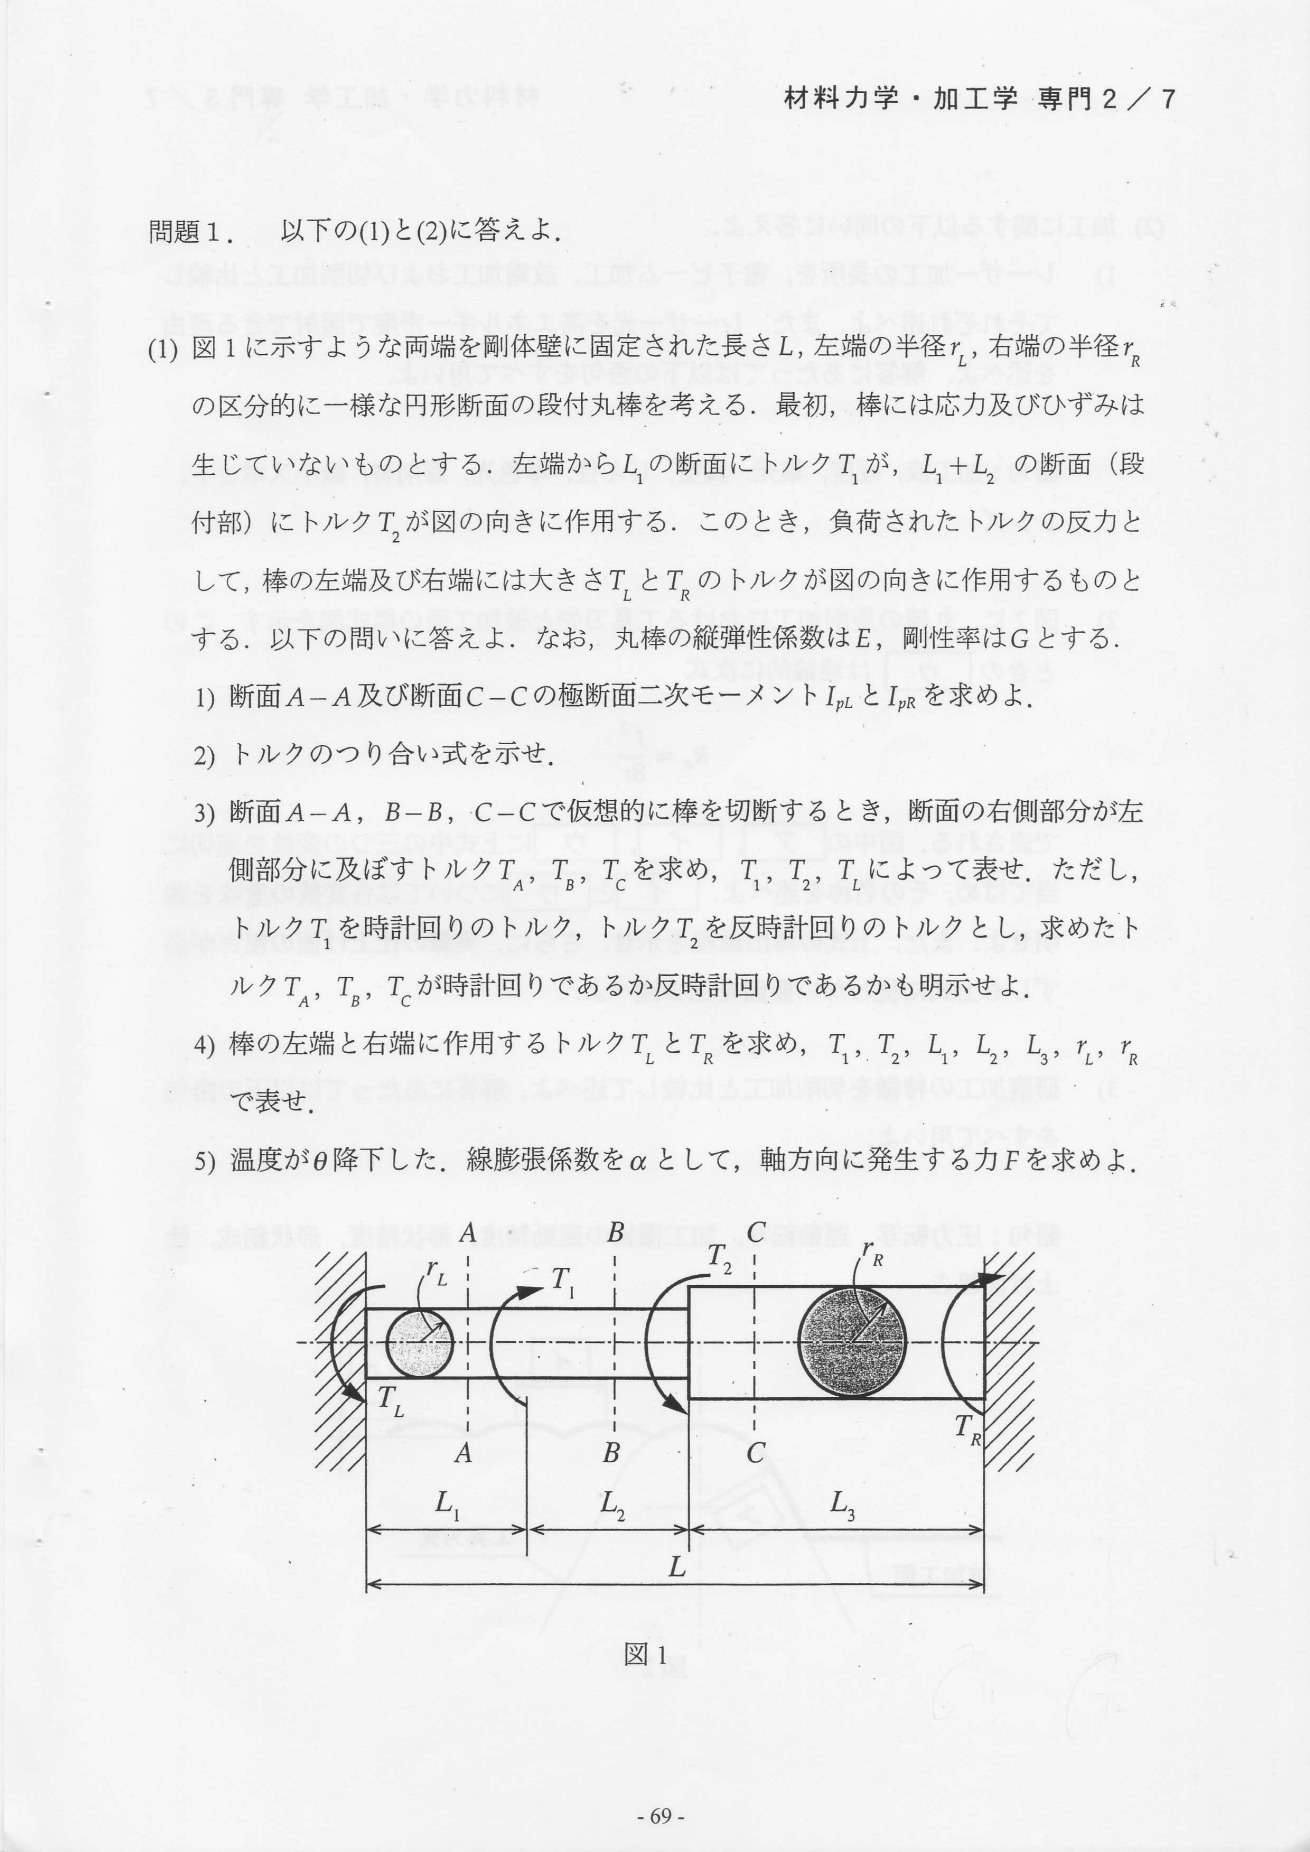 材料力学・加工学 専門2／7
問題1． 以下の(1)と(2)に答えよ．
(1) 図1に示すような両端を剛体壁に固定された長さL, 左端の半径r_L, 右端の半径r_R
の区分的に一様な円形断面の段付丸棒を考える．最初，棒には応力及びひずみは
生じていないものとする．左端からL_1の断面にトルクT_1が，L_1+L_2 の断面（段
付部）にトルクT_2が図の向きに作用する．このとき，負荷されたトルクの反力と
して, 棒の左端及び右端には大きさT_LとT_Rのトルクが図の向きに作用するものと
する．以下の問いに答えよ．なお，丸棒の縦弾性係数はE，剛性率はGとする．
1) 断面A－A及び断面C－Cの極断面二次モーメントI_pLとI_pRを求めよ．
2) トルクのつり合い式を示せ．
3) 断面A－A，B－B，C－Cで仮想的に棒を切断するとき，断面の右側部分が左
側部分に及ぼすトルクT_A, T_B, T_Cを求め，T_1, T_2, T_Lによって表せ．ただし，
トルクT_1を時計回りのトルク，トルクT_2を反時計回りのトルクとし，求めたト
ルクT_A, T_B, T_Cが時計回りであるか反時計回りであるかも明示せよ．
4) 棒の左端と右端に作用するトルクT_LとT_Rを求め，T_1, T_2, L_1, L_2, L_3, r_L, r_R
で表せ．
5) 温度がθ降下した．線膨張係数をαとして，軸方向に発生する力Fを求めよ．
A B C
r_L T_1 T_2 r_R
T_L T_R
A B C
L_1 L_2 L_3
L
図1
- 69 -